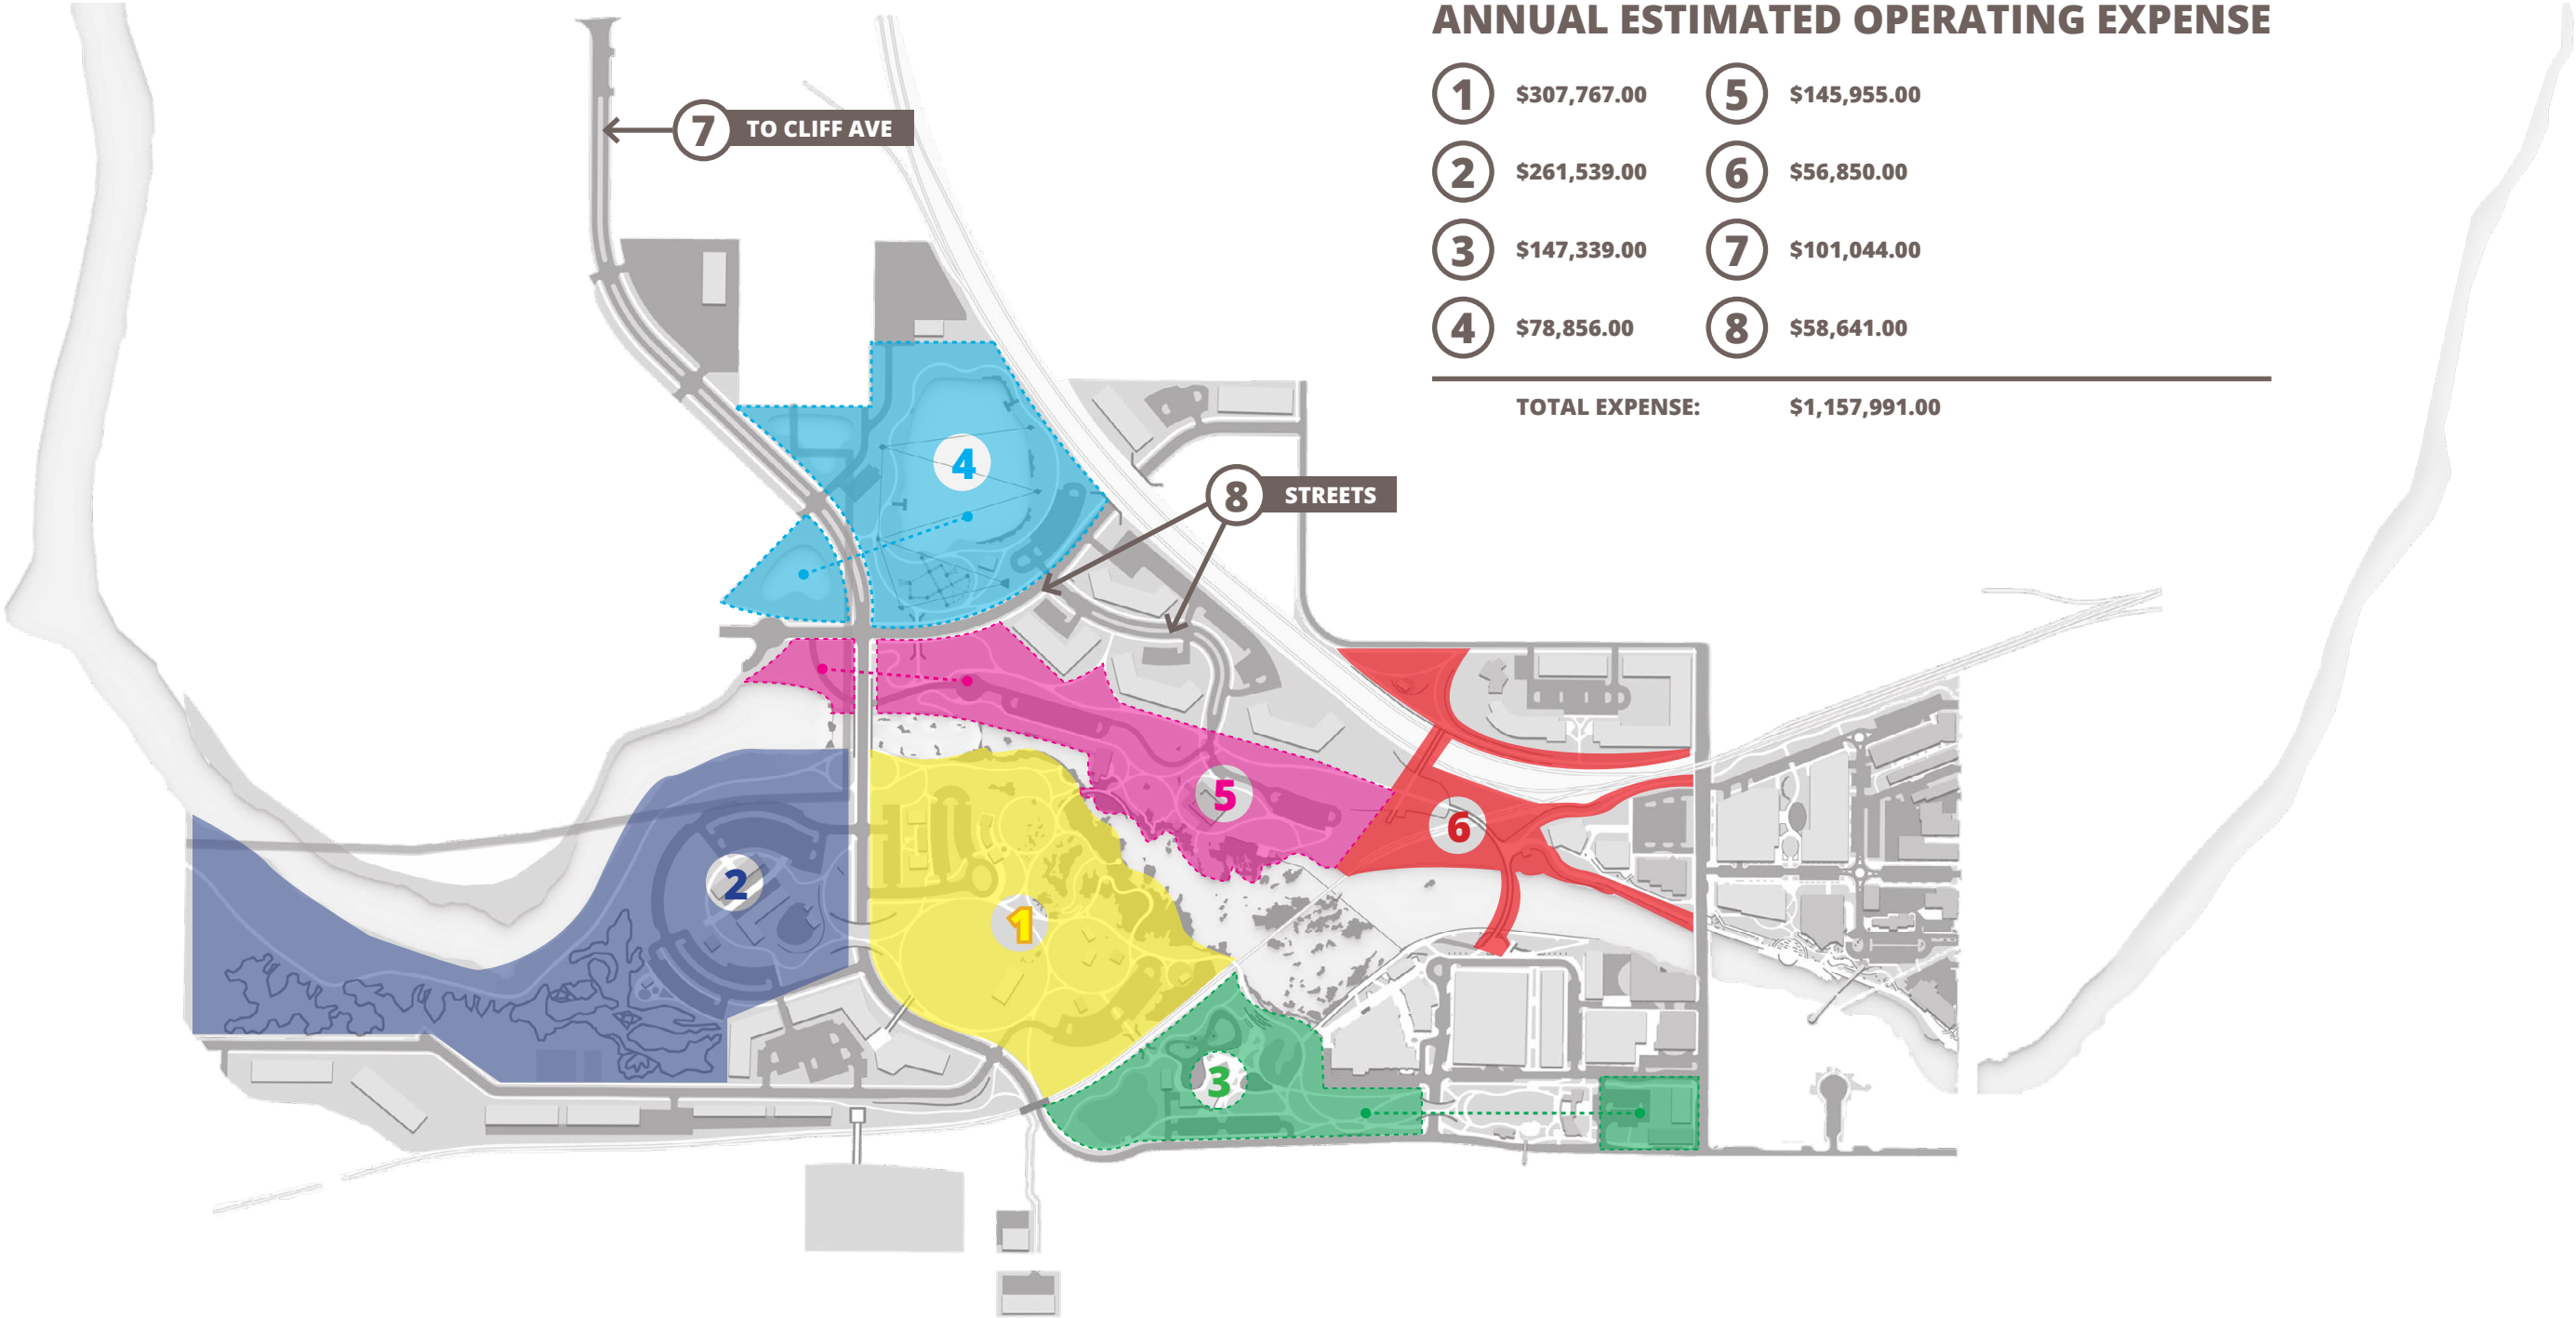 ANNUAL ESTIMATED OPERATING EXPENSE
1 $307,767.00 5 $145,955.00
2 $261,539.00 6 $56,850.00
3 $147,339.00 7 $101,044.00
4 $78,856.00 8 $58,641.00
TOTAL EXPENSE: $1,157,991.00
7 TO CLIFF AVE
4
8 STREETS
5
6
2
1
3